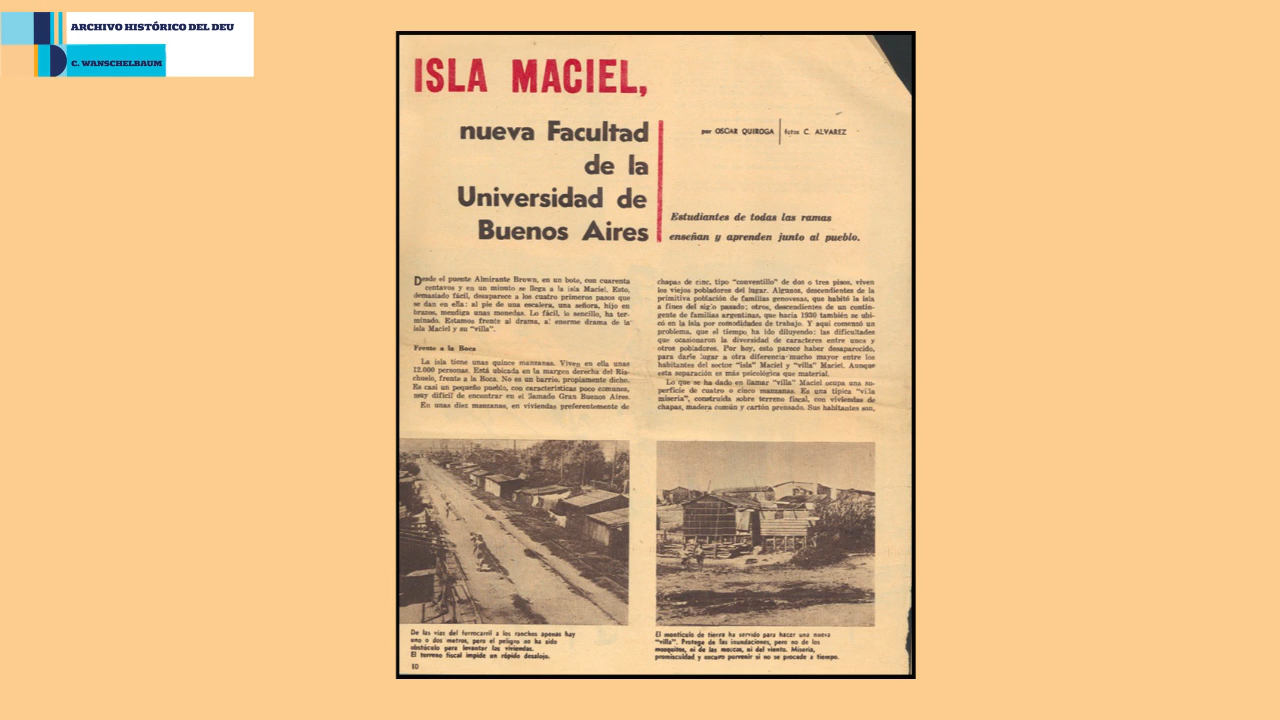 ARCHIVO HISTÓRICO DEL DEU
C. WANSCHELBAUM
ISLA MACIEL,
nueva Facultad
de la
Universidad de
Buenos Aires
por OSCAR QUIROGA | fotos C. ALVAREZ
Estudiantes de todas las ramas
enseñan y aprenden junto al pueblo.
Desde el puente Almirante Brown, en un bote, con cuarenta
centavos y en un minuto se llega a la isla Maciel. Esto,
demasiado fácil, desaparece a los cuatro primeros pasos que
se dan en ella: al pie de una escalera, una señora, hijo en
brazos, mendiga unas monedas. Lo fácil, lo sencillo, ha ter-
minado. Estamos frente al drama, al enorme drama de la
isla Maciel y su "villa".
Frente a la Boca
La isla tiene unas quince manzanas. Viven en ella unas
12.000 personas. Está ubicada en la margen derecha del Ria-
chuelo, frente a la Boca. No es un barrio, propiamente dicho.
Es casi un pequeño pueblo, con características poco comunes,
muy difícil de encontrar en el llamado Gran Buenos Aires.
En unas diez manzanas, en viviendas preferentemente de
chapas de cinc, tipo "conventillo" de dos o tres pisos, viven
los viejos pobladores del lugar. Algunos, descendientes de la
primitiva población de familias genovesas, que habitó la isla
a fines del siglo pasado; otros, descendientes de un contin-
gente de familias argentinas, que hacia 1930 también se ubi-
có en la isla por comodidades de trabajo. Y aquí comenzó un
problema, que el tiempo ha ido diluyendo: las dificultades
que ocasionaron la diversidad de caracteres entre unos y
otros pobladores. Por hoy, esto parece haber desaparecido,
para darle lugar a otra diferencia mucho mayor entre los
habitantes del sector "isla" Maciel y "villa" Maciel. Aunque
esta separación es más psicológica que material.
Lo que se ha dado en llamar "villa" Maciel ocupa una su-
perficie de cuatro o cinco manzanas. Es una típica "villa
miseria", construida sobre terreno fiscal, con viviendas de
chapas, madera común y cartón prensado. Sus habitantes son,
De las vías del ferrocarril a los ranchos apenas hay
uno o dos metros, pero el peligro no ha sido
obstáculo para levantar las viviendas.
El terreno fiscal impide un rápido desalojo.
El montículo de tierra ha servido para hacer una nueva
"villa". Protege de las inundaciones, pero no de los
mosquitos, ni de las moscas, ni del viento. Miseria,
promiscuidad y oscuro porvenir si no se procede a tiempo.
10